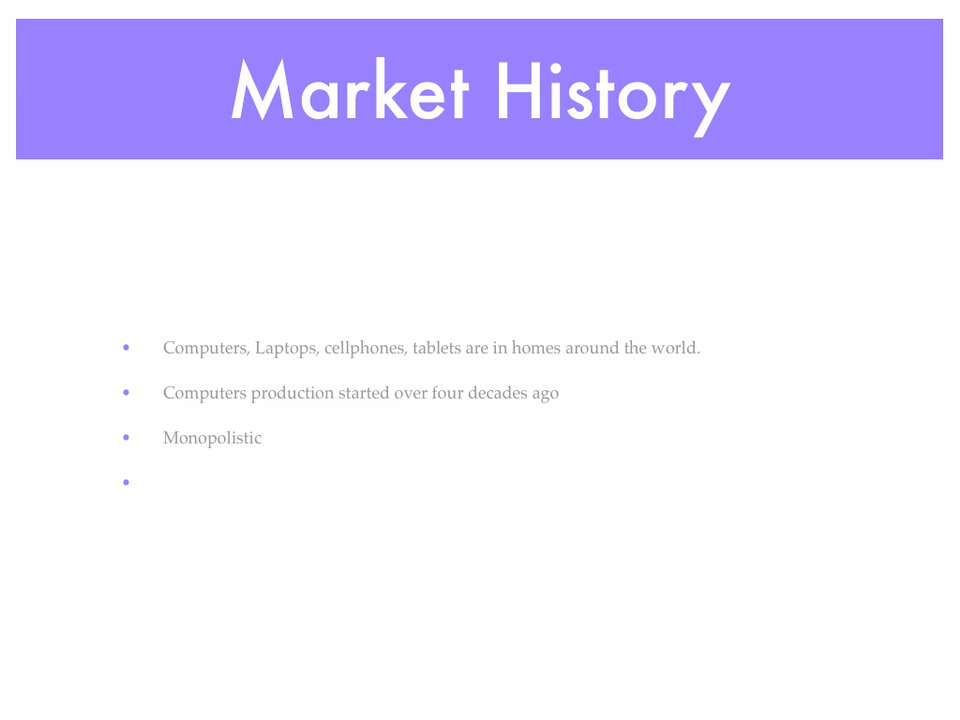 Market History
• Computers, Laptops, cellphones, tablets are in homes around the world.
• Computers production started over four decades ago
• Monopolistic
•